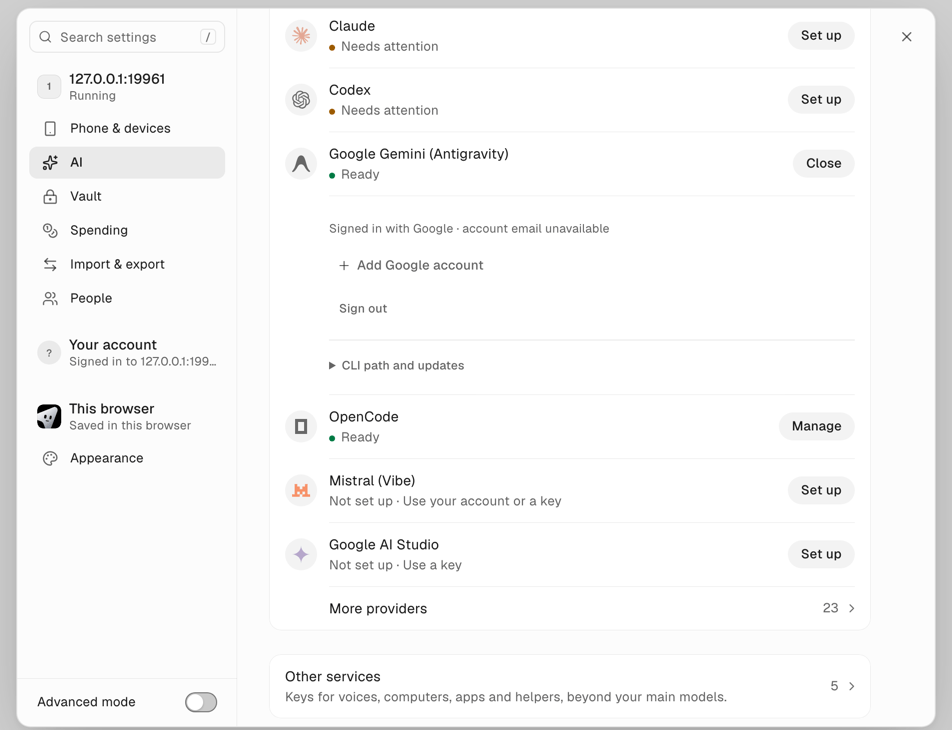 Search settings
/
1
127.0.0.1:19961
Running
Phone & devices
AI
Vault
Spending
Import & export
People
?
Your account
Signed in to 127.0.0.1:199...
This browser
Saved in this browser
Appearance
Advanced mode
Claude
Needs attention
Set up
Codex
Needs attention
Set up
Google Gemini (Antigravity)
Ready
Close
Signed in with Google · account email unavailable
+ Add Google account
Sign out
CLI path and updates
OpenCode
Ready
Manage
Mistral (Vibe)
Not set up · Use your account or a key
Set up
Google AI Studio
Not set up · Use a key
Set up
More providers
23
Other services
Keys for voices, computers, apps and helpers, beyond your main models.
5